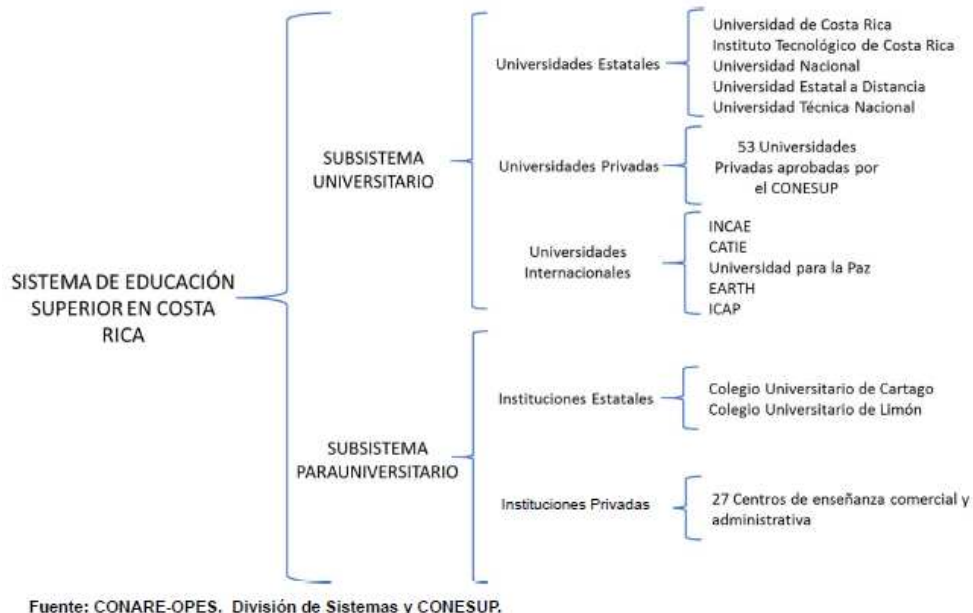 SISTEMA DE EDUCACIÓN
SUPERIOR EN COSTA
RICA
SUBSISTEMA
UNIVERSITARIO
Universidades Estatales
Universidad de Costa Rica
Instituto Tecnológico de Costa Rica
Universidad Nacional
Universidad Estatal a Distancia
Universidad Técnica Nacional
Universidades Privadas
53 Universidades
Privadas aprobadas por
el CONESUP
Universidades
Internacionales
INCAE
CATIE
Universidad para la Paz
EARTH
ICAP
SUBSISTEMA
PARAUNIVERSITARIO
Instituciones Estatales
Colegio Universitario de Cartago
Colegio Universitario de Limón
Instituciones Privadas
27 Centros de enseñanza comercial y
administrativa
Fuente: CONARE-OPES. División de Sistemas y CONESUP.